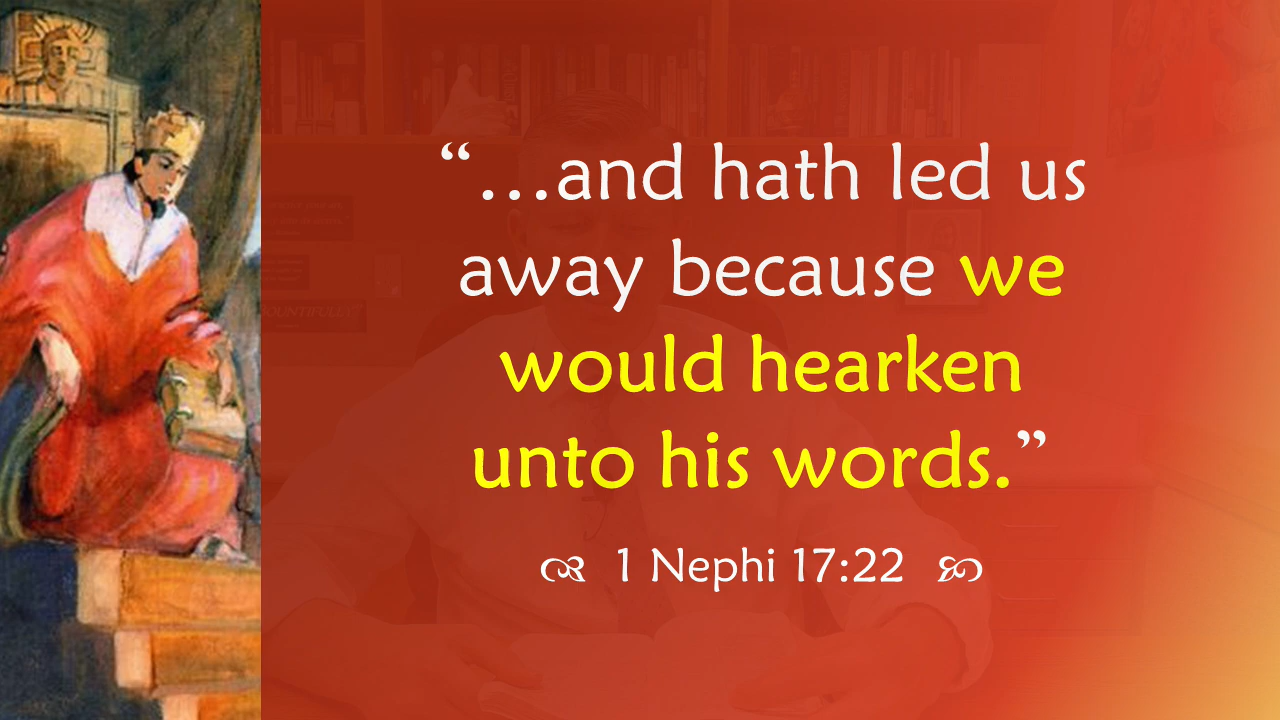 “…and hath led us
away because we
would hearken
unto his words.”
1 Nephi 17:22